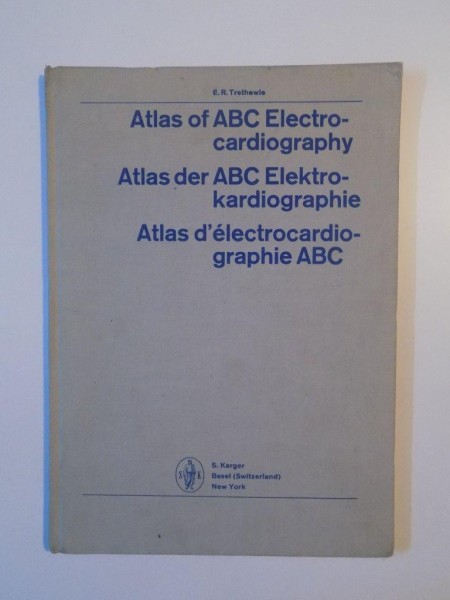 E. R. Trethewie
Atlas of ABC Electro-
cardiography
Atlas der ABC Elektro-
kardiographie
Atlas d'électrocardio-
graphie ABC
S K
S. Karger
Basel (Switzerland)
New York